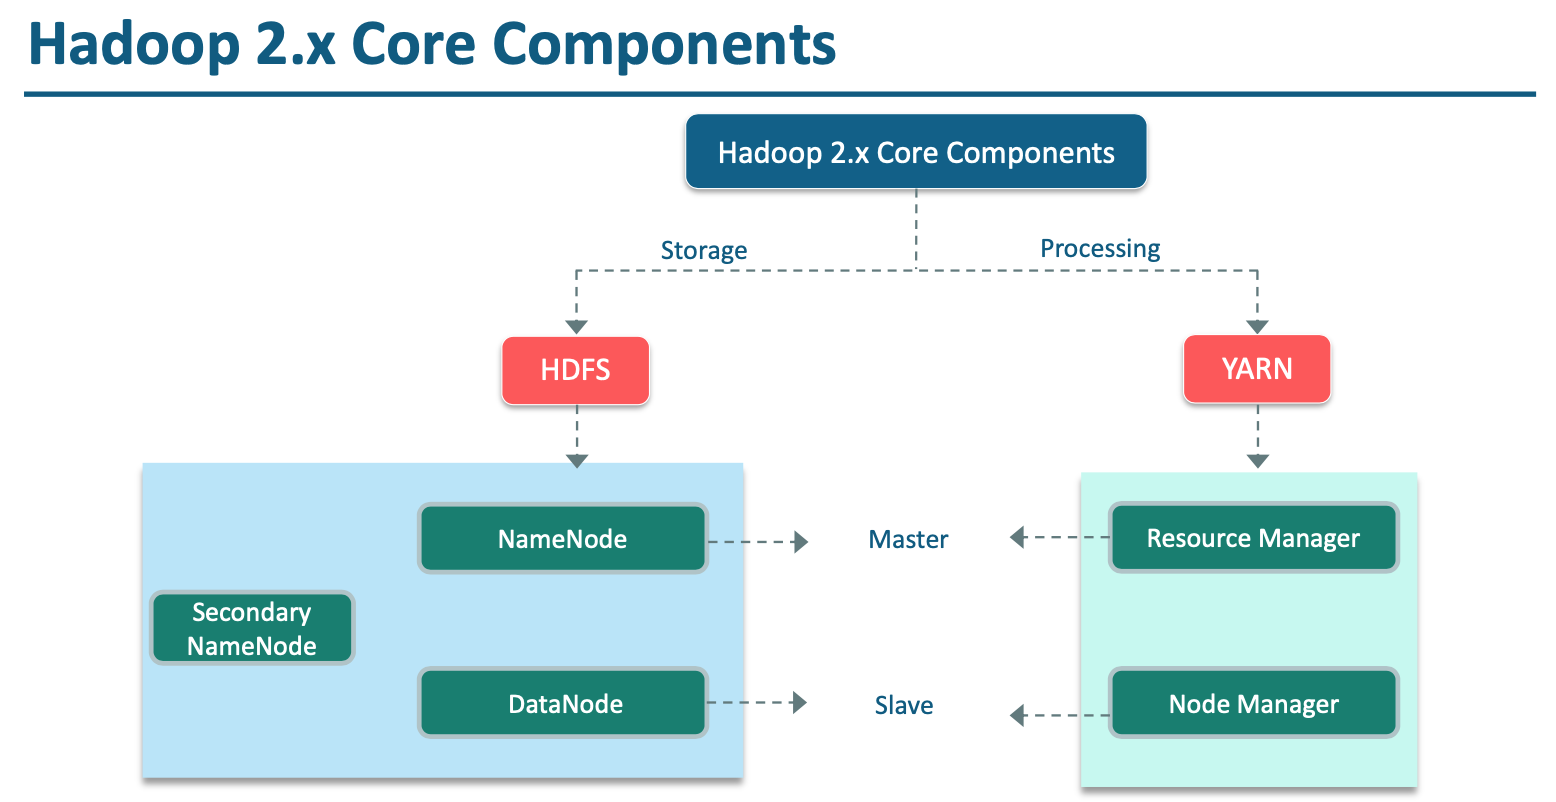 Hadoop 2.x Core Components
Hadoop 2.x Core Components
Storage
Processing
HDFS
YARN
NameNode
Master
Resource Manager
Secondary
NameNode
DataNode
Slave
Node Manager